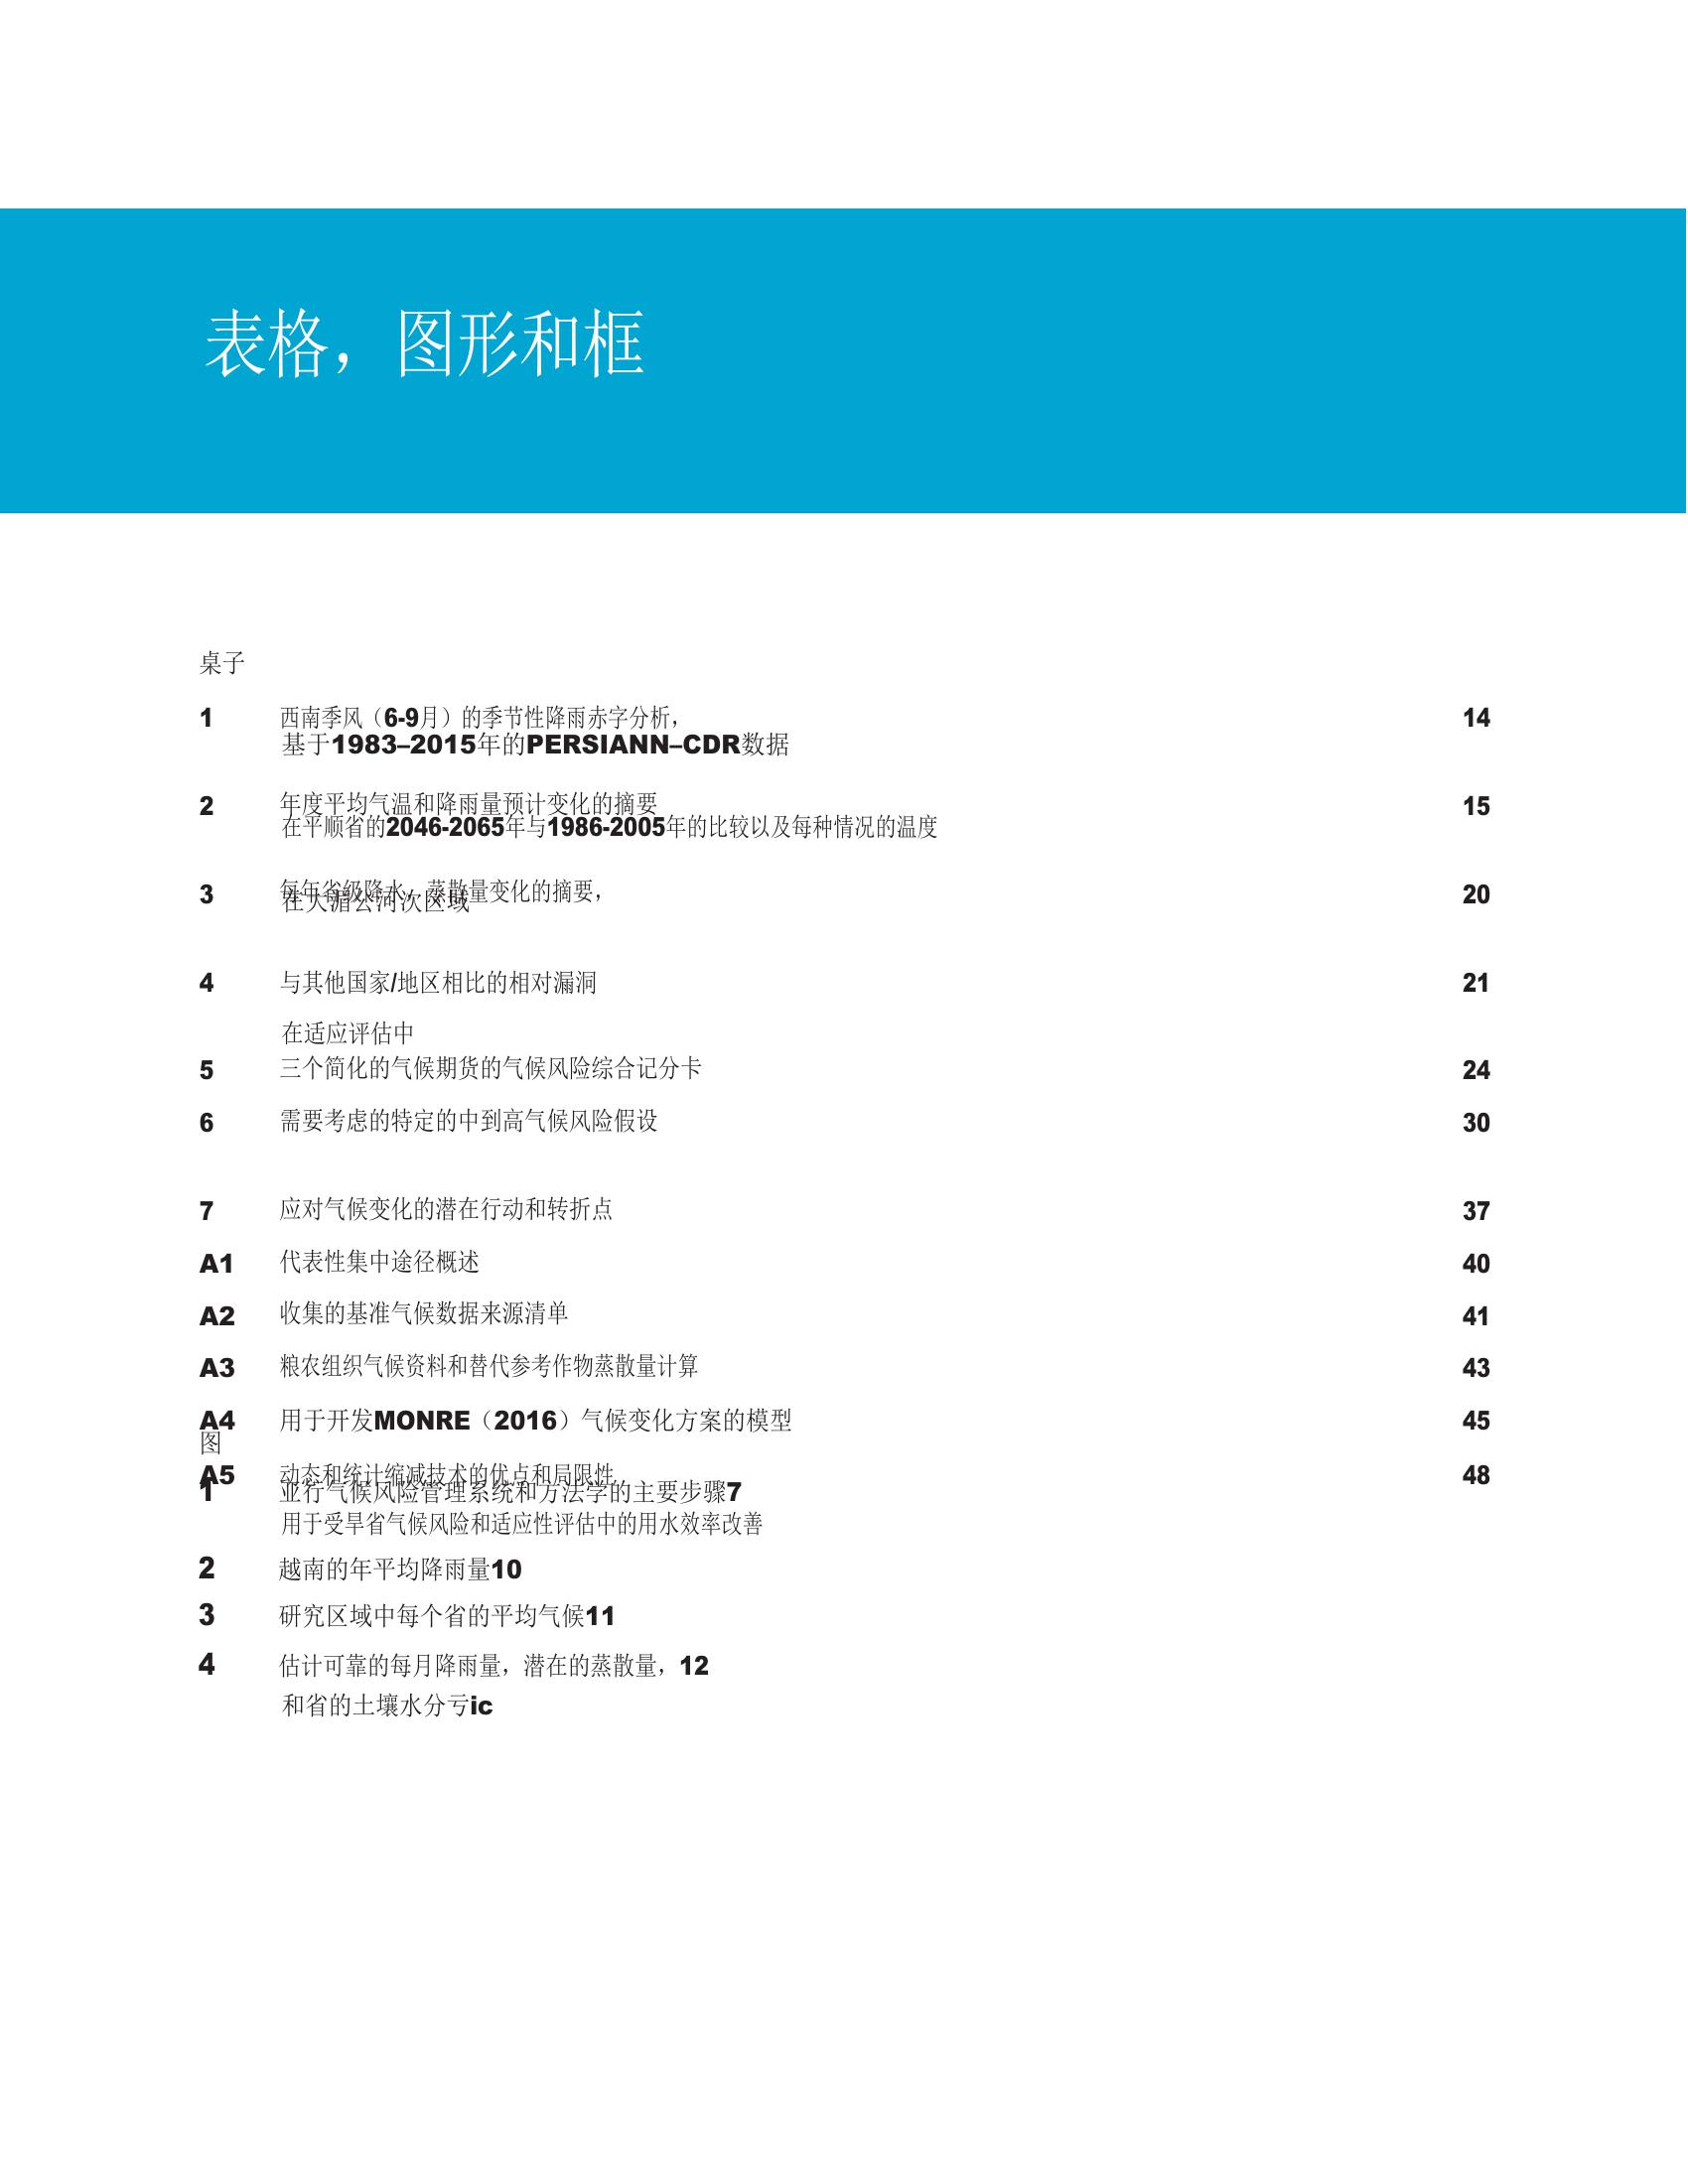 表格，图形和框
桌子
1 西南季风（6-9月）的季节性降雨赤字分析， 14
基于1983–2015年的PERSIANN–CDR数据
2 年度平均气温和降雨量预计变化的摘要 15
在平顺省的2046-2065年与1986-2005年的比较以及每种情况的温度
3 每年省级降水，蒸散量变化的摘要， 20
在大湄公河次区域
4 与其他国家/地区相比的相对漏洞 21
在适应评估中
5 三个简化的气候期货的气候风险综合记分卡 24
6 需要考虑的特定的中到高气候风险假设 30
7 应对气候变化的潜在行动和转折点 37
A1 代表性集中途径概述 40
A2 收集的基准气候数据来源清单 41
A3 粮农组织气候资料和替代参考作物蒸散量计算 43
A4 用于开发MONRE（2016）气候变化方案的模型 45
图
A5 动态和统计缩减技术的优点和局限性 48
1 亚行气候风险管理系统和方法学的主要步骤7
用于受旱省气候风险和适应性评估中的用水效率改善
2 越南的年平均降雨量10
3 研究区域中每个省的平均气候11
4 估计可靠的每月降雨量，潜在的蒸散量，12
和省的土壤水分亏ic